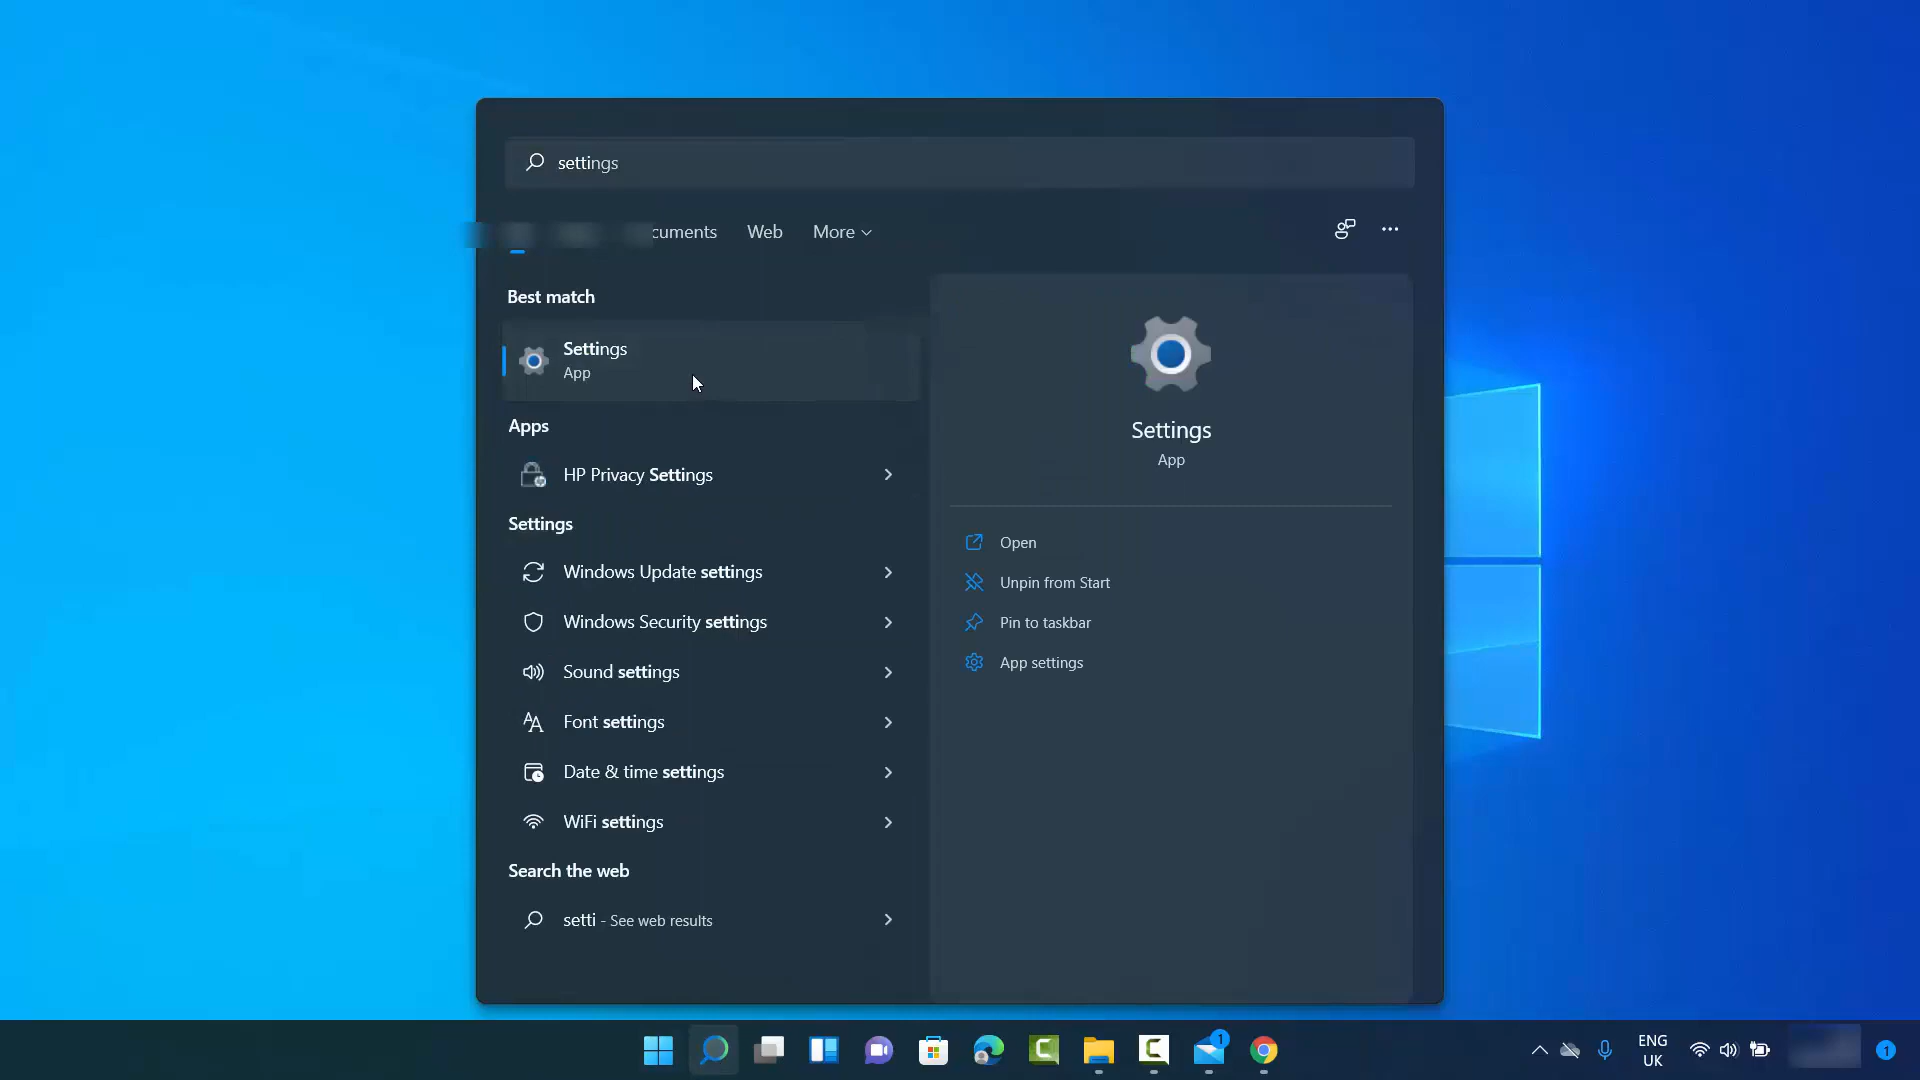 settings
cuments Web More
Best match
Settings
App
Apps
HP Privacy Settings
Settings
Windows Update settings
Windows Security settings
Sound settings
Font settings
Date & time settings
WiFi settings
Search the web
setti - See web results
Settings
App
Open
Unpin from Start
Pin to taskbar
App settings
1
ENG
UK
1